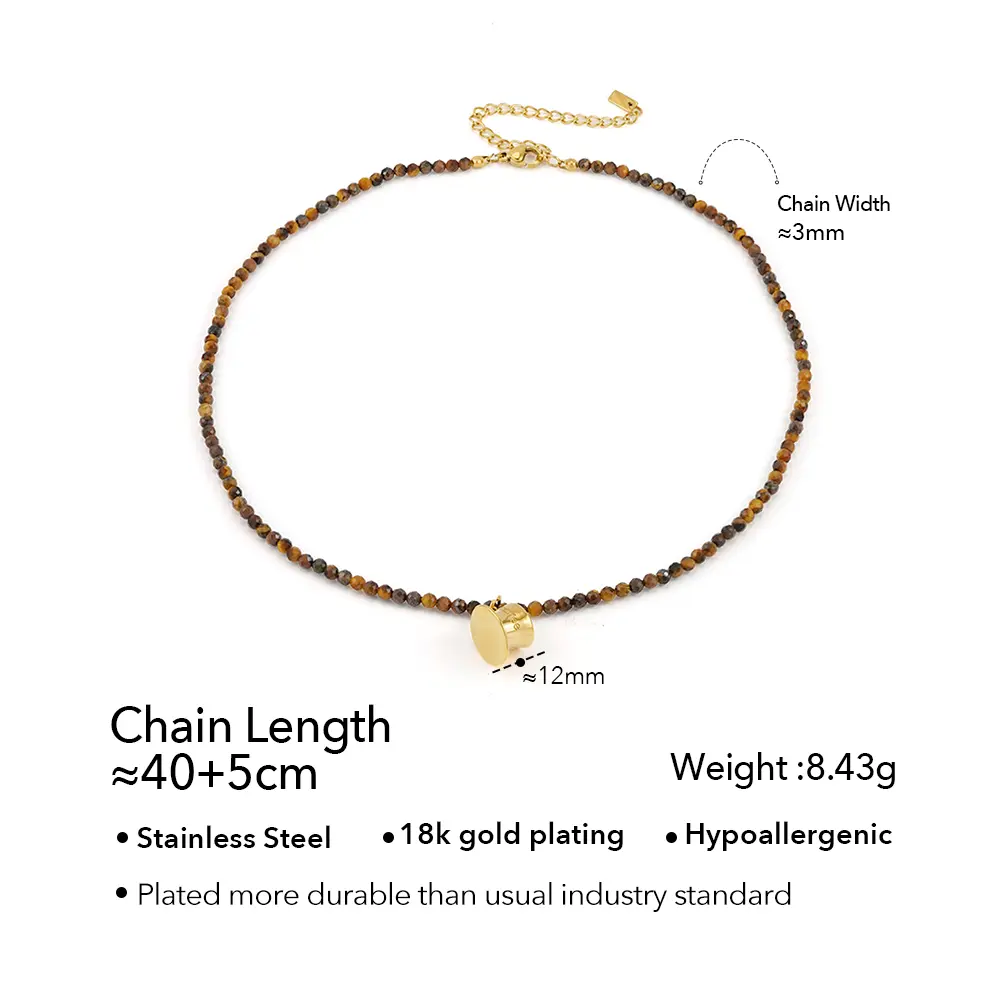 Chain Width
≈3mm
≈12mm
Chain Length
≈40+5cm
Weight :8.43g
• Stainless Steel
• 18k gold plating
• Hypoallergenic
• Plated more durable than usual industry standard